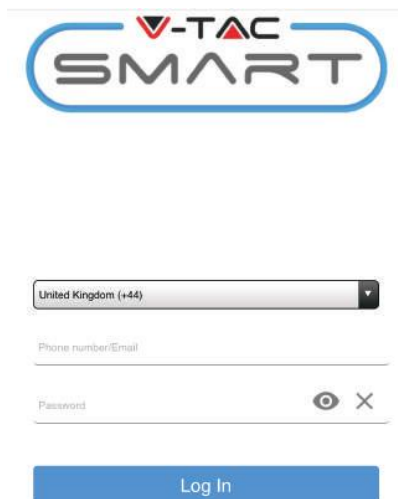 V-TAC
SMART
United Kingdom (+44)
Phone number/Email
Password
Log In